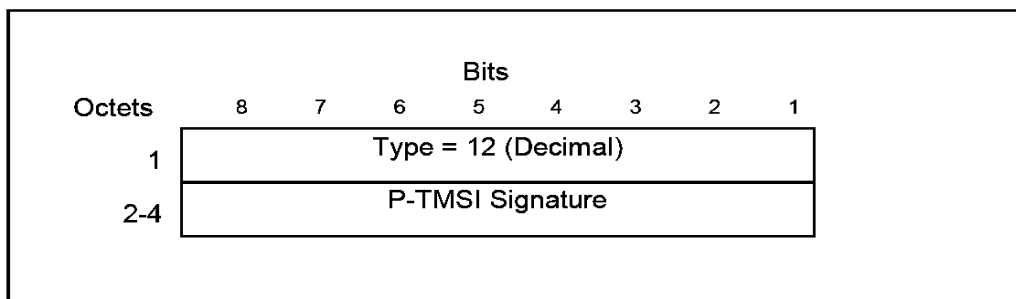 Bits
Octets 8 7 6 5 4 3 2 1
1 Type = 12 (Decimal)
2-4 P-TMSI Signature